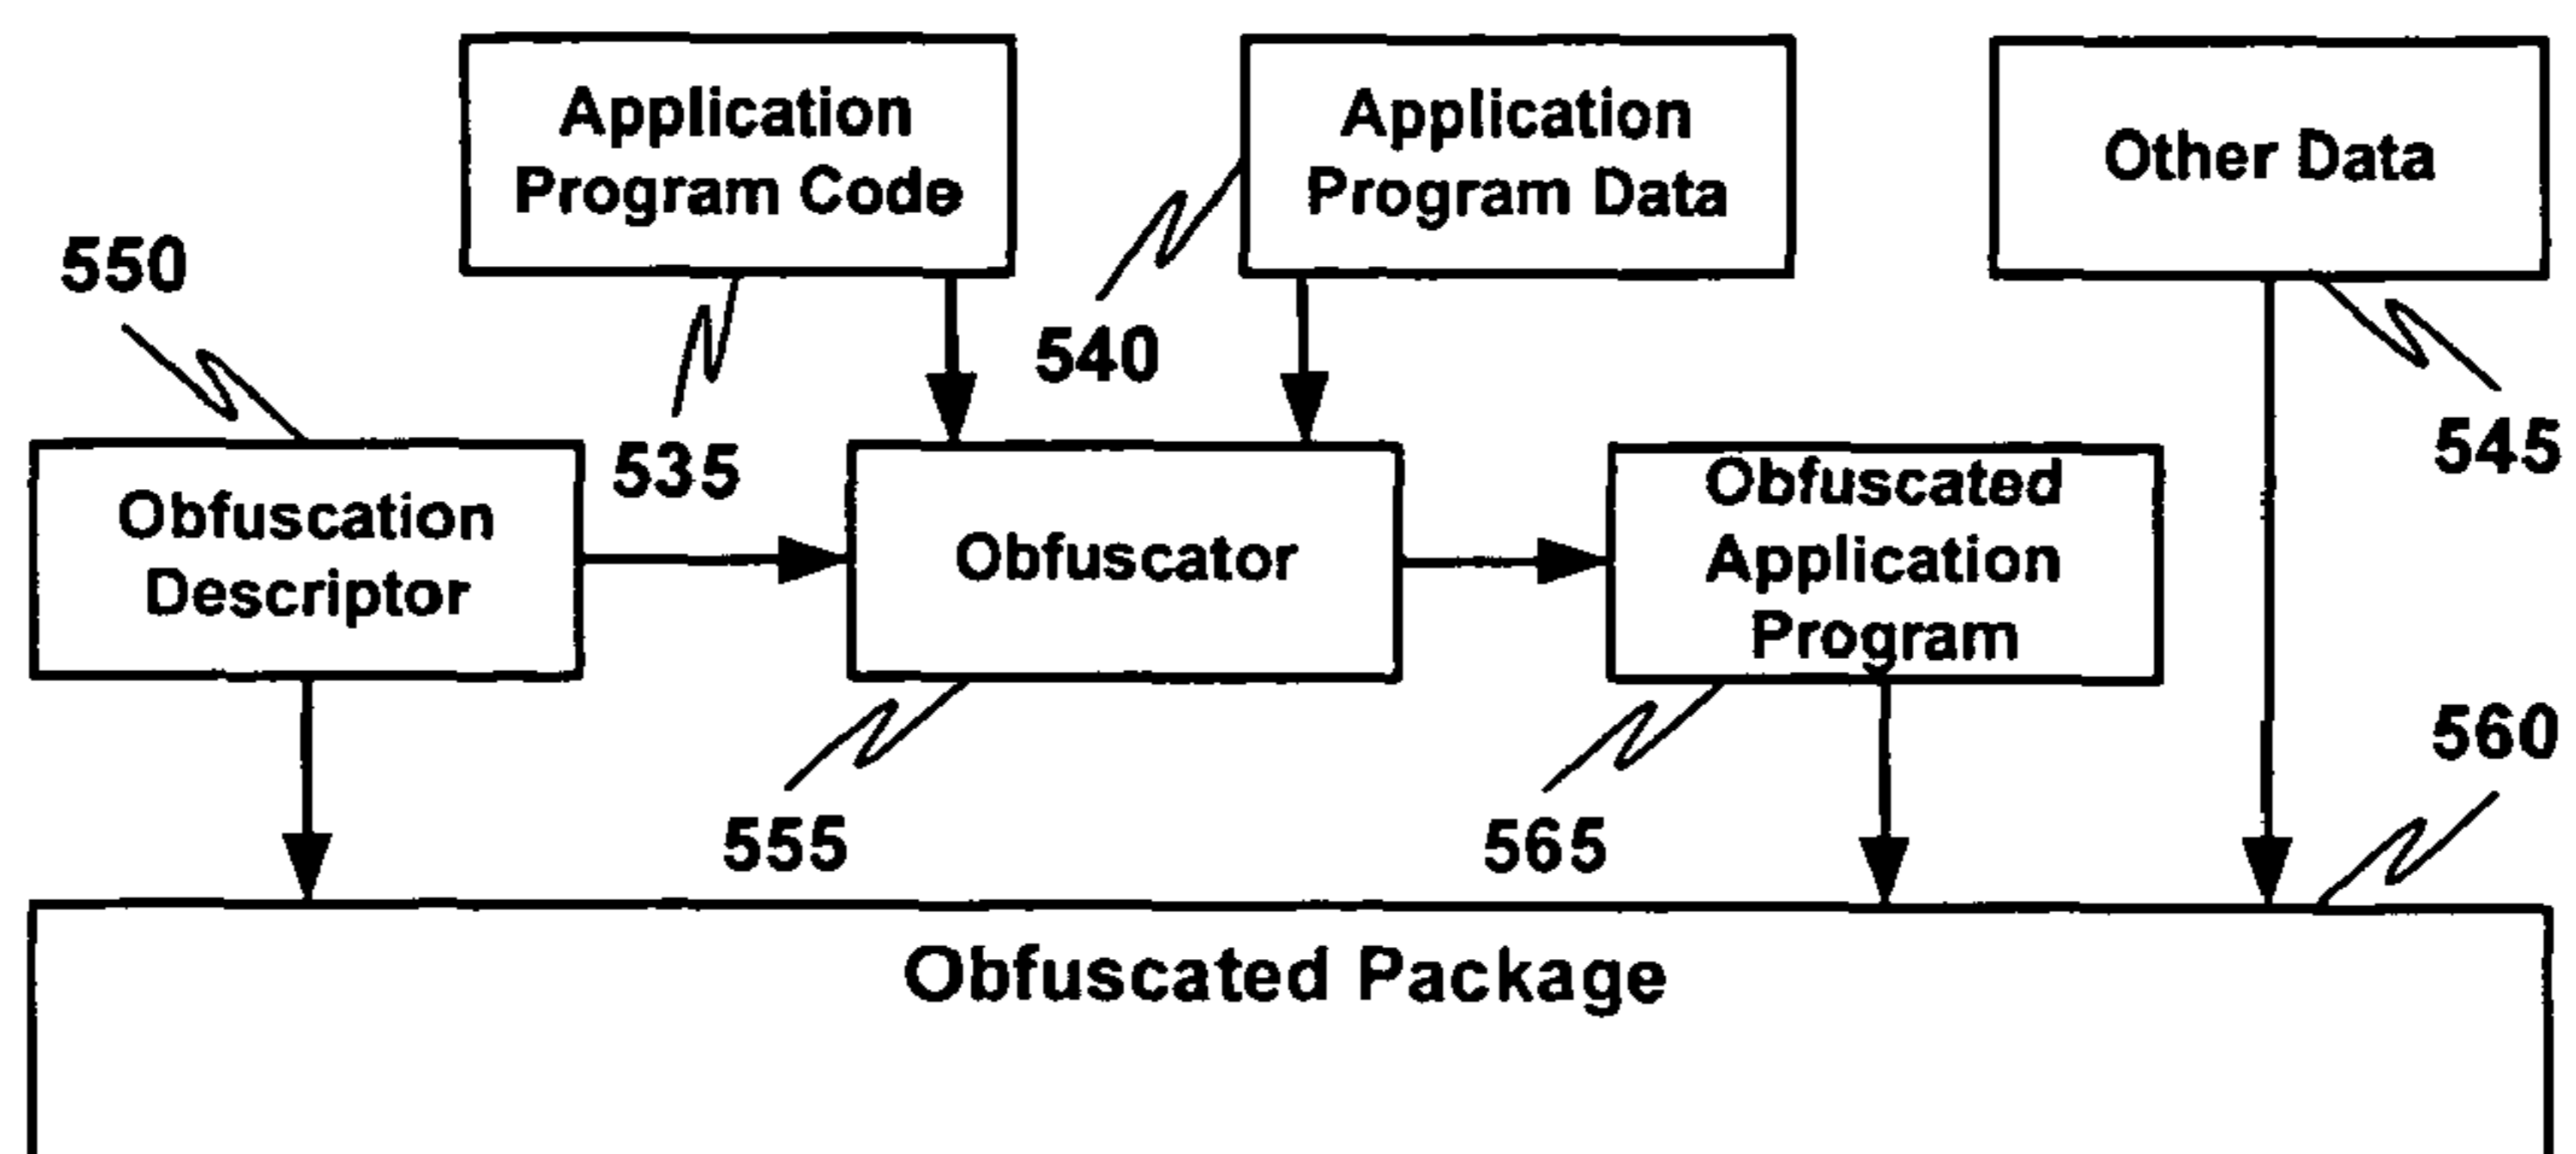 Application
Program Code
Application
Program Data
Other Data
550
540
535
545
Obfuscation
Descriptor
Obfuscator
Obfuscated
Application
Program
555
565
560
Obfuscated Package